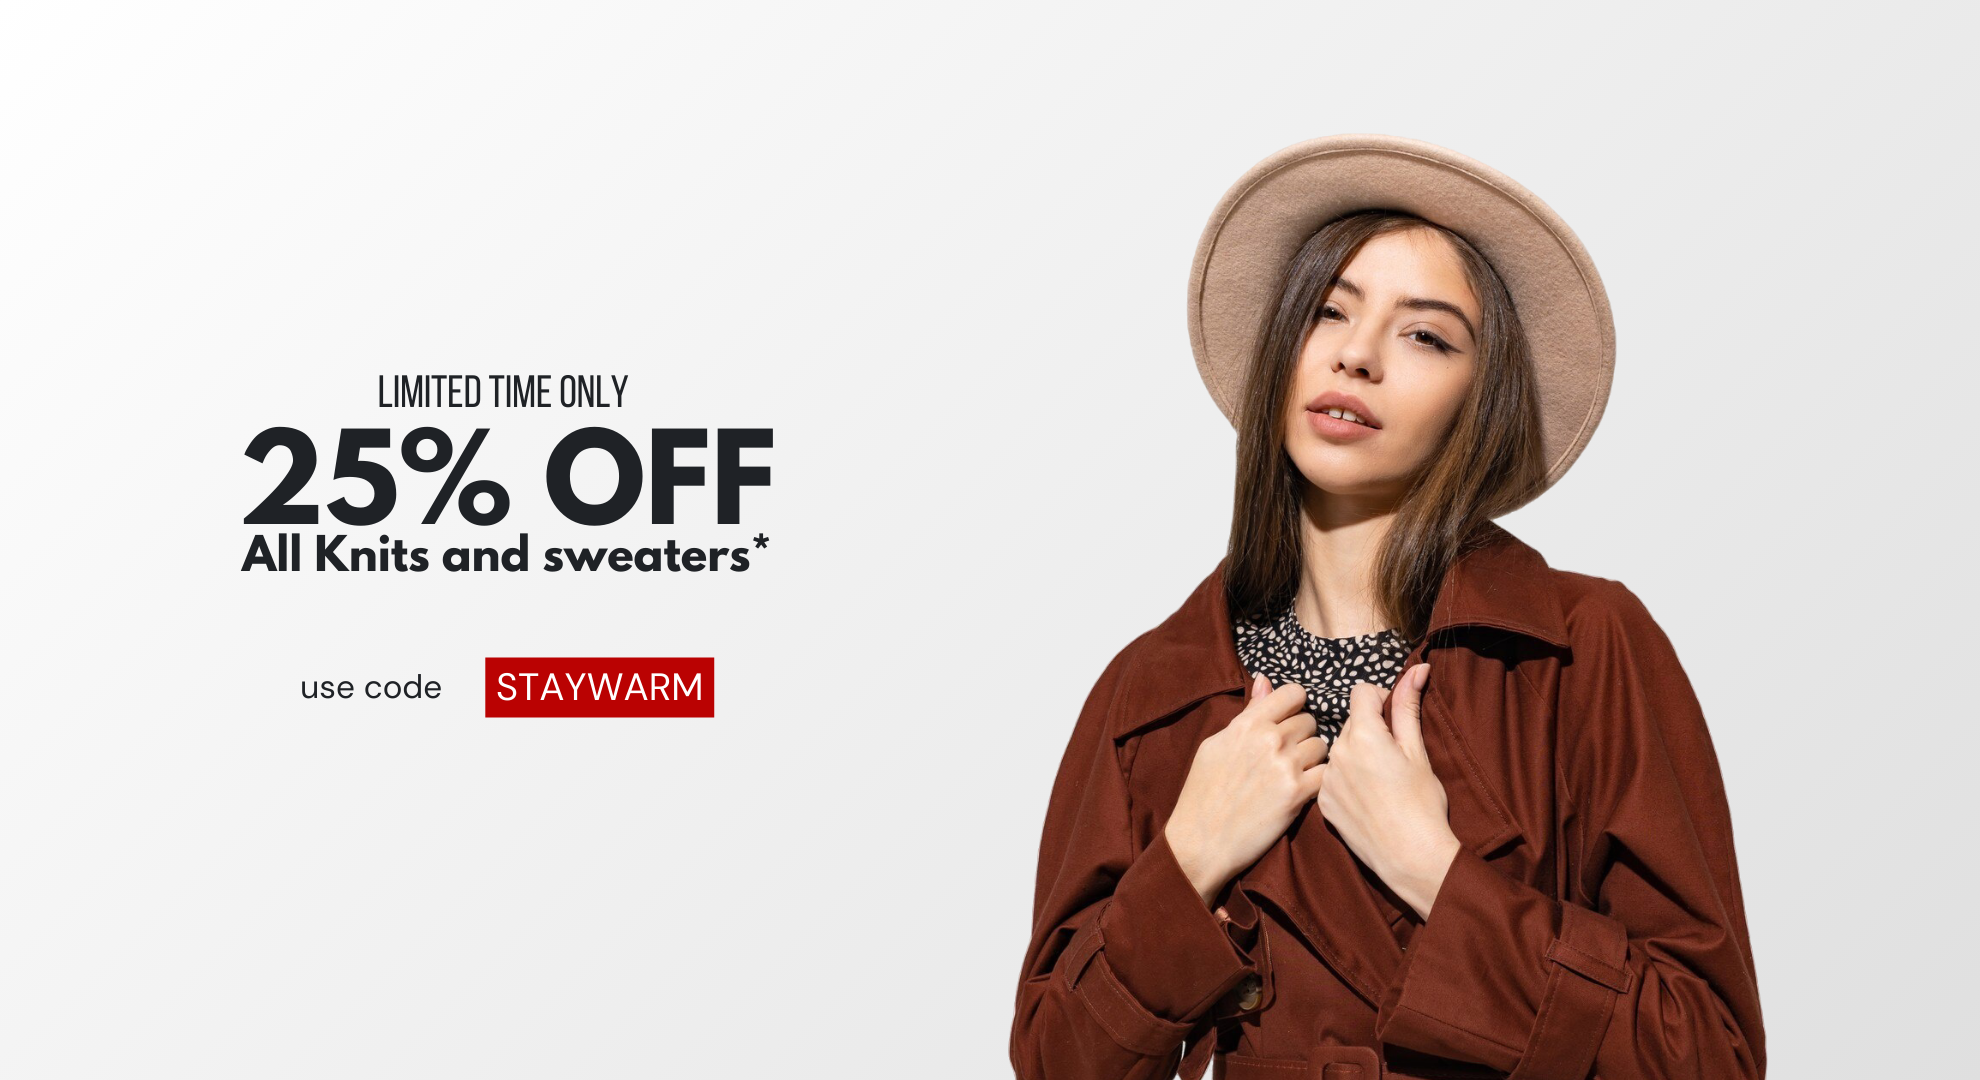 LIMITED TIME ONLY
25% OFF
All Knits and sweaters*
use code STAYWARM